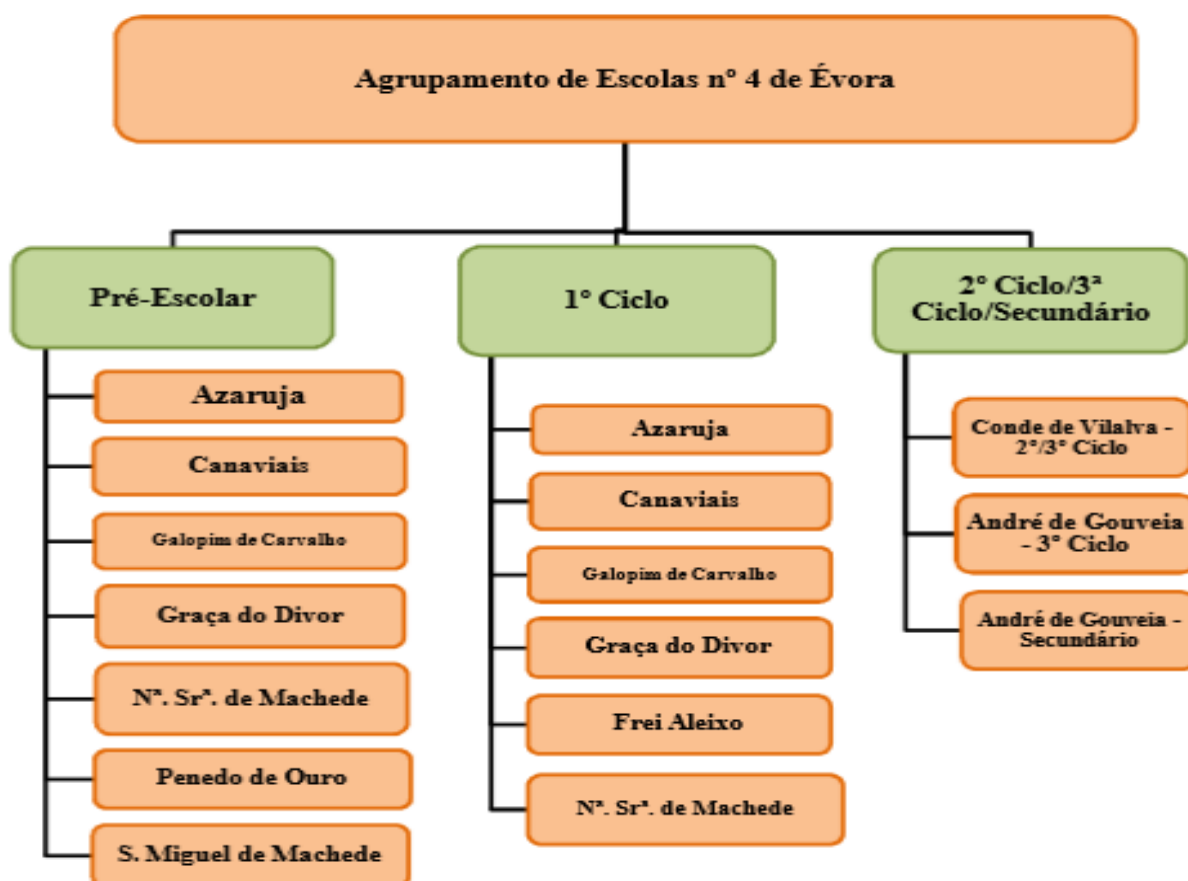 Agrupamento de Escolas nº 4 de Évora
Pré-Escolar
Azaruja
Canaviais
Galopim de Carvalho
Graça do Divor
Nª. Srª. de Machede
Penedo de Ouro
S. Miguel de Machede
1º Ciclo
Azaruja
Canaviais
Galopim de Carvalho
Graça do Divor
Frei Aleixo
Nª. Srª. de Machede
2º Ciclo/3ª
Ciclo/Secundário
Conde de Vilalva -
2º/3º Ciclo
André de Gouveia
- 3º Ciclo
André de Gouveia -
Secundário